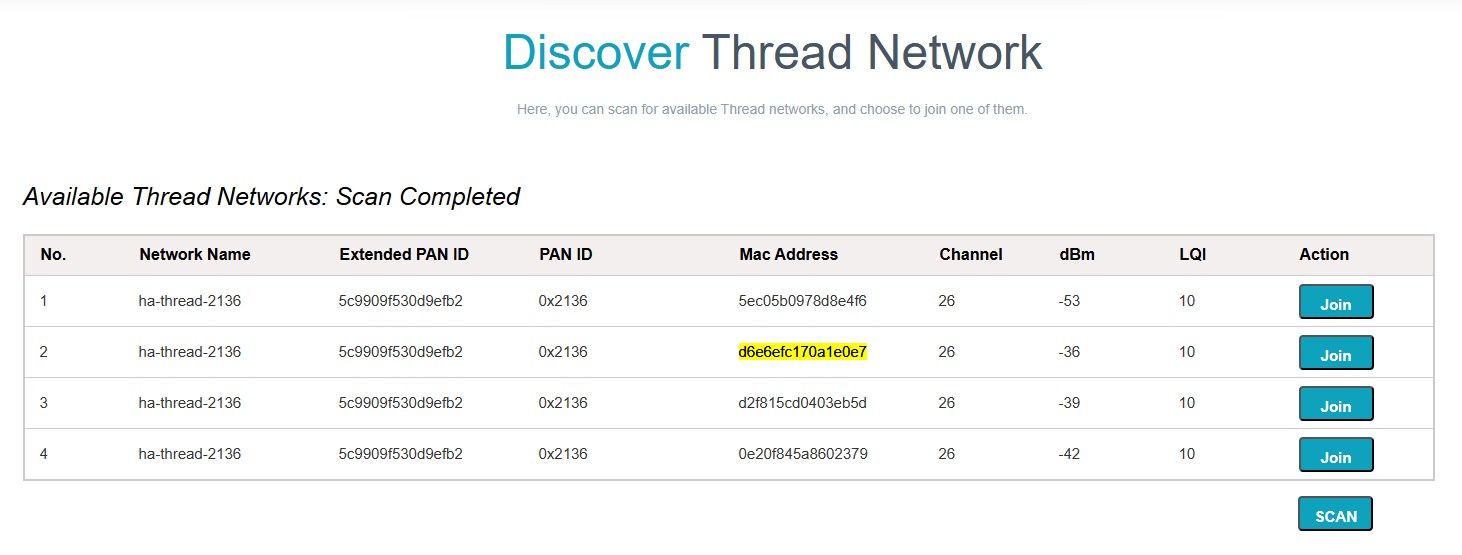 Discover Thread Network
Here, you can scan for available Thread networks, and choose to join one of them.
Available Thread Networks: Scan Completed
No. Network Name Extended PAN ID PAN ID Mac Address Channel dBm LQI Action
1 ha-thread-2136 5c9909f530d9efb2 0x2136 5ec05b0978d8e4f6 26 -53 10 Join
2 ha-thread-2136 5c9909f530d9efb2 0x2136 d6e6efc170a1e0e7 26 -36 10 Join
3 ha-thread-2136 5c9909f530d9efb2 0x2136 d2f815cd0403eb5d 26 -39 10 Join
4 ha-thread-2136 5c9909f530d9efb2 0x2136 0e20f845a8602379 26 -42 10 Join
SCAN